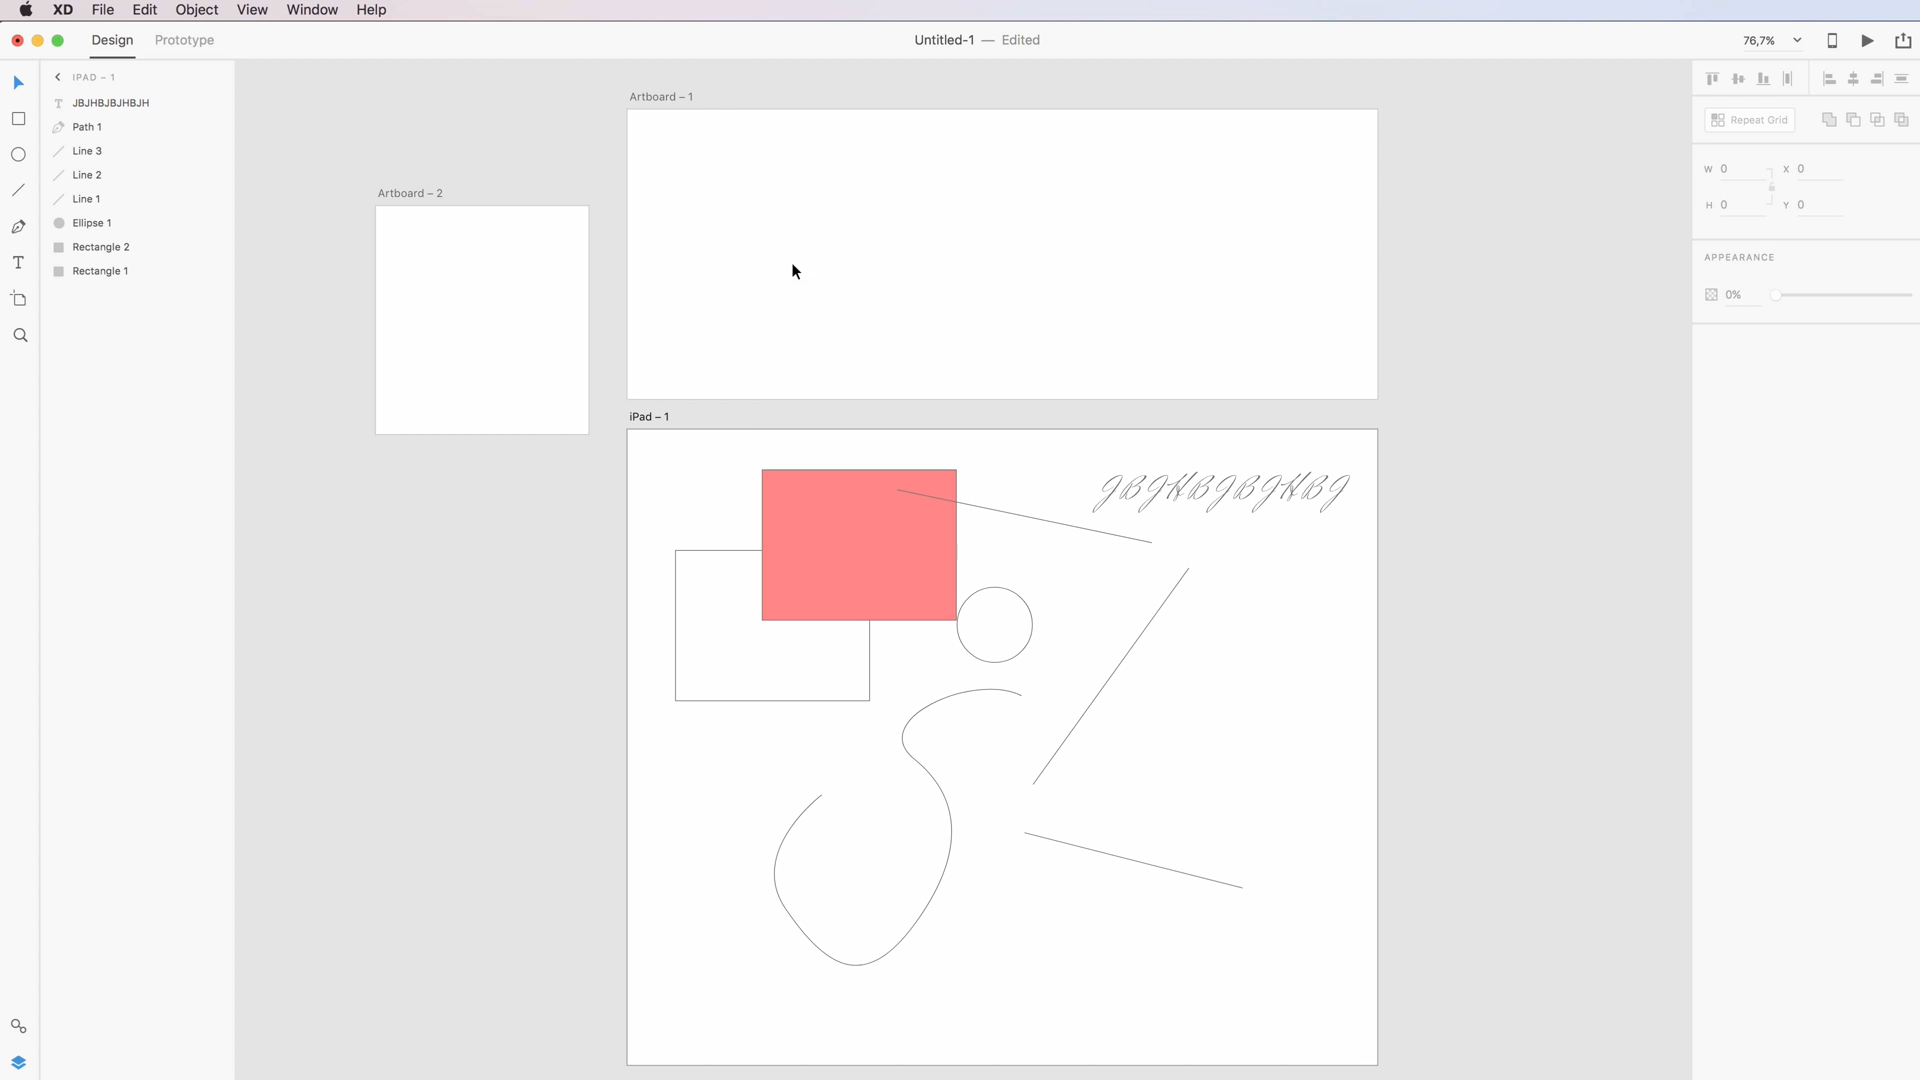 XD File Edit Object View Window Help
Design Prototype
Untitled-1 — Edited
76,7%
IPAD – 1
JBJHBJBJHBJH
Path 1
Line 3
Line 2
Line 1
Ellipse 1
Rectangle 2
Rectangle 1
Artboard – 1
Artboard – 2
iPad – 1
JBJHBJBJHBJ
Repeat Grid
W 0 X 0
H 0 Y 0
APPEARANCE
0%